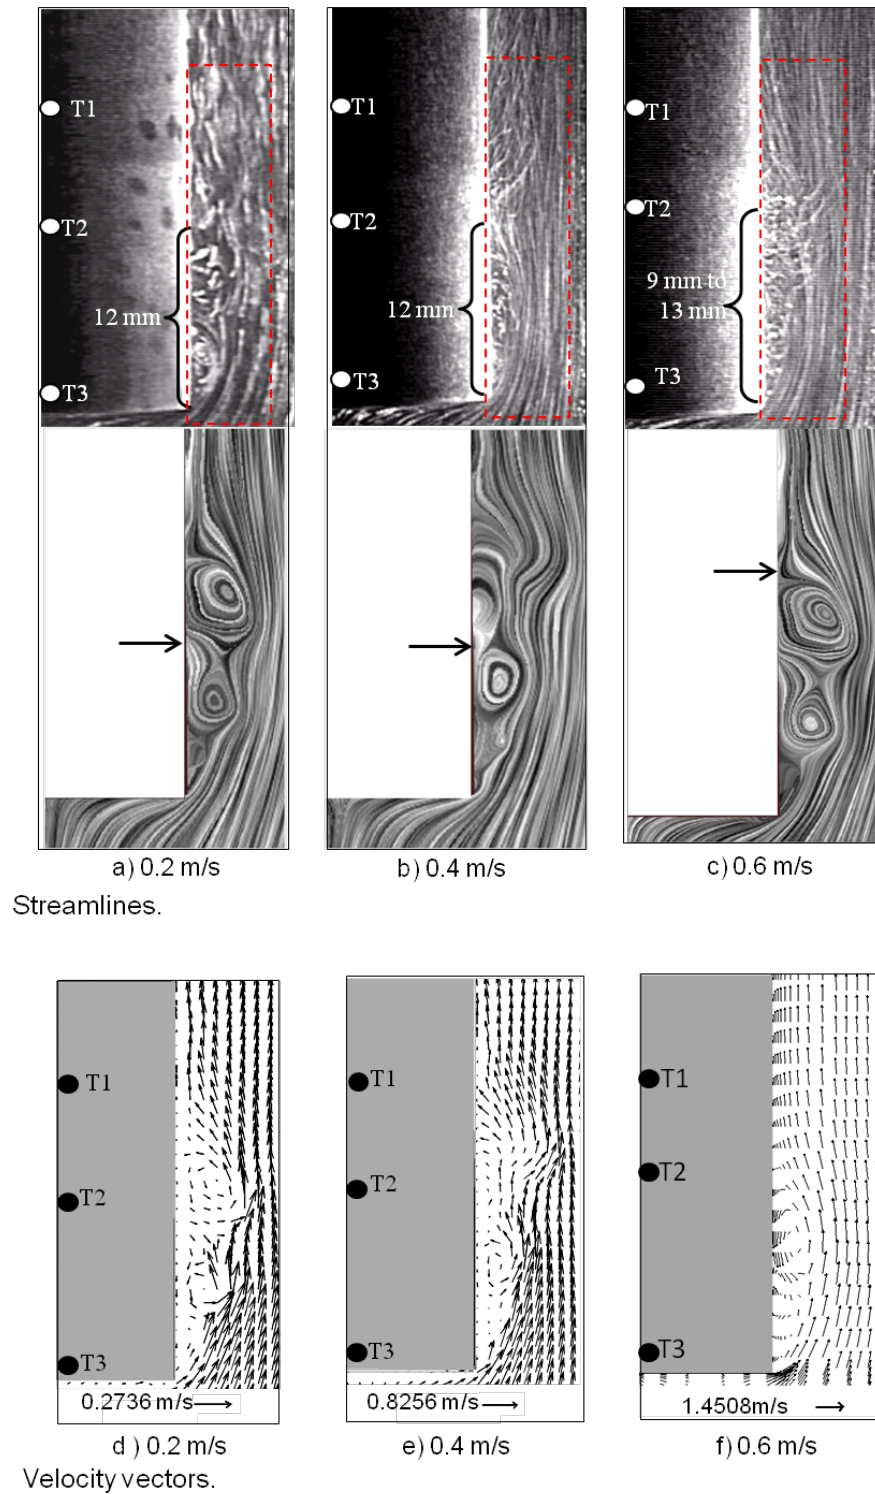 T1
T2
12 mm
T3
T1
T2
12 mm
T3
T1
T2
9 mm to
13 mm
T3
a) 0.2 m/s
b) 0.4 m/s
c) 0.6 m/s
Streamlines.
T1
T2
T3
0.2736 m/s
T1
T2
T3
0.8256 m/s
T1
T2
T3
1.4508m/s
d ) 0.2 m/s
e) 0.4 m/s
f) 0.6 m/s
Velocity vectors.